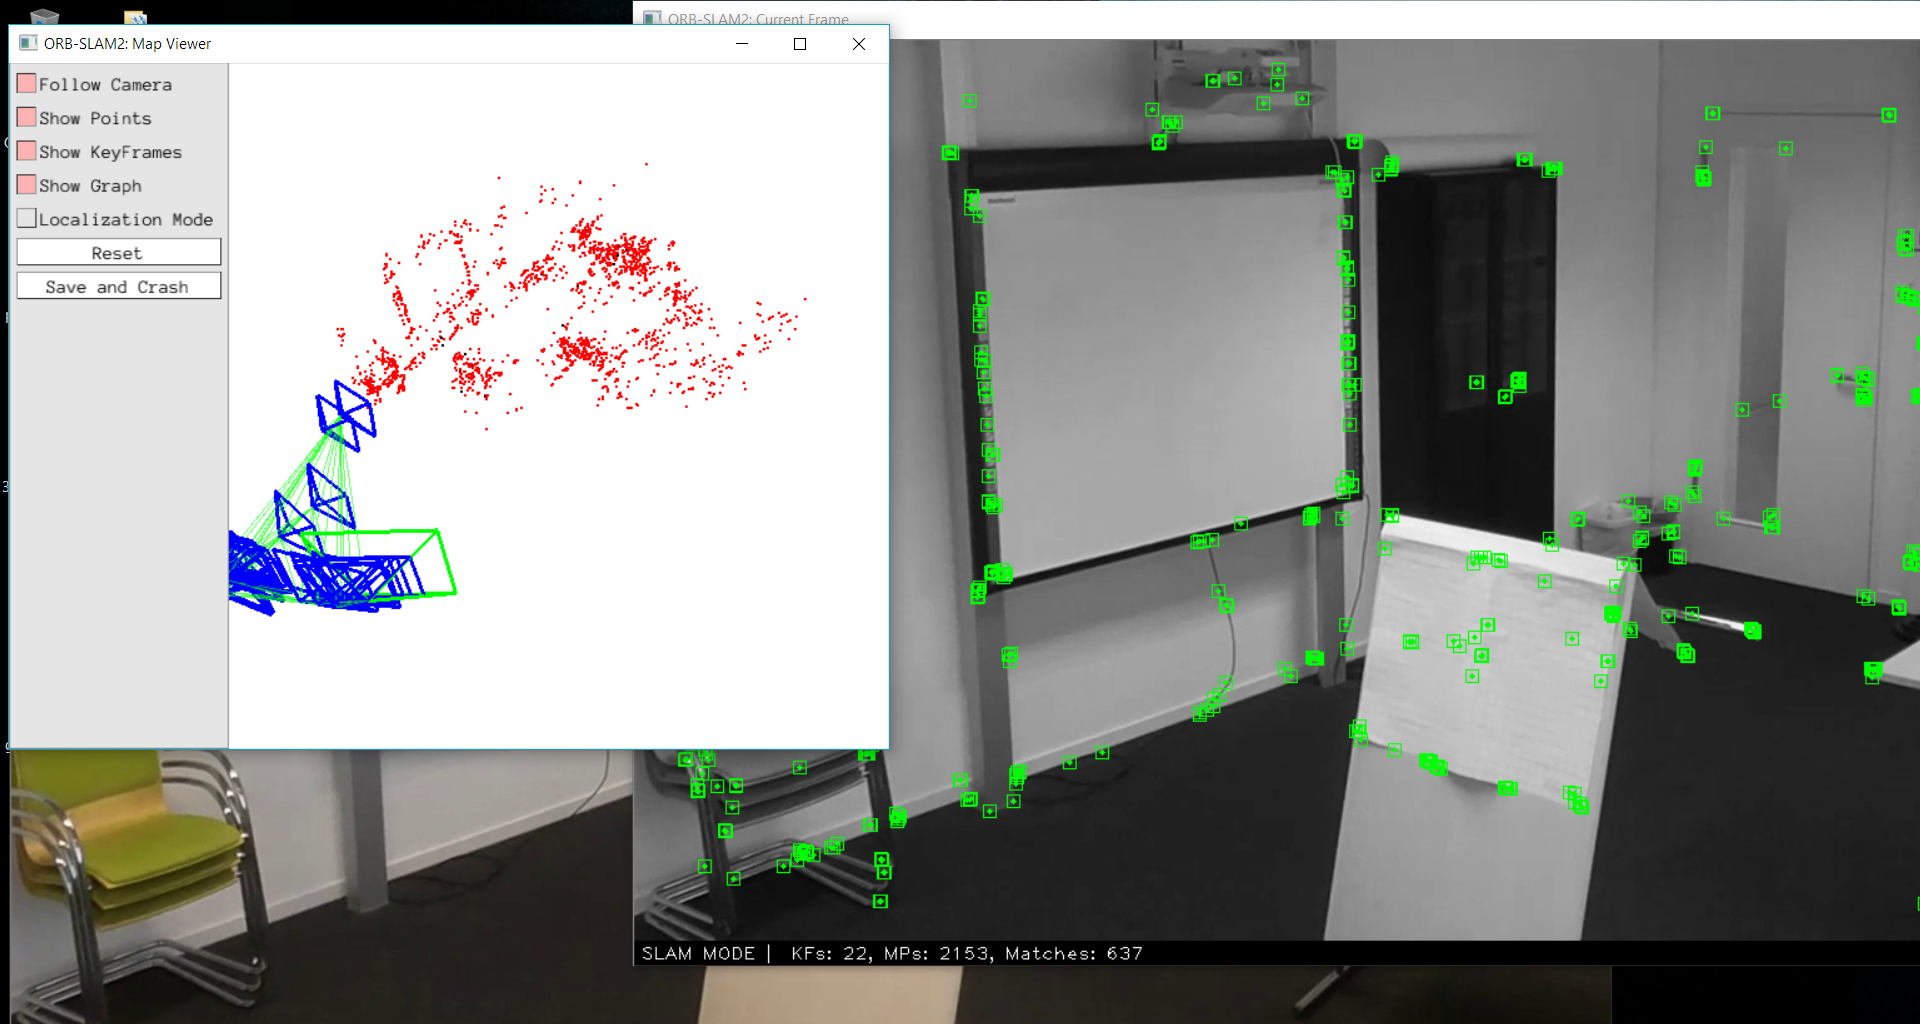 ORB-SLAM2: Current Frame
ORB-SLAM2: Map Viewer
Follow Camera
Show Points
Show KeyFrames
Show Graph
Localization Mode
Reset
Save and Crash
SLAM MODE | KFs: 22, MPs: 2153, Matches: 637